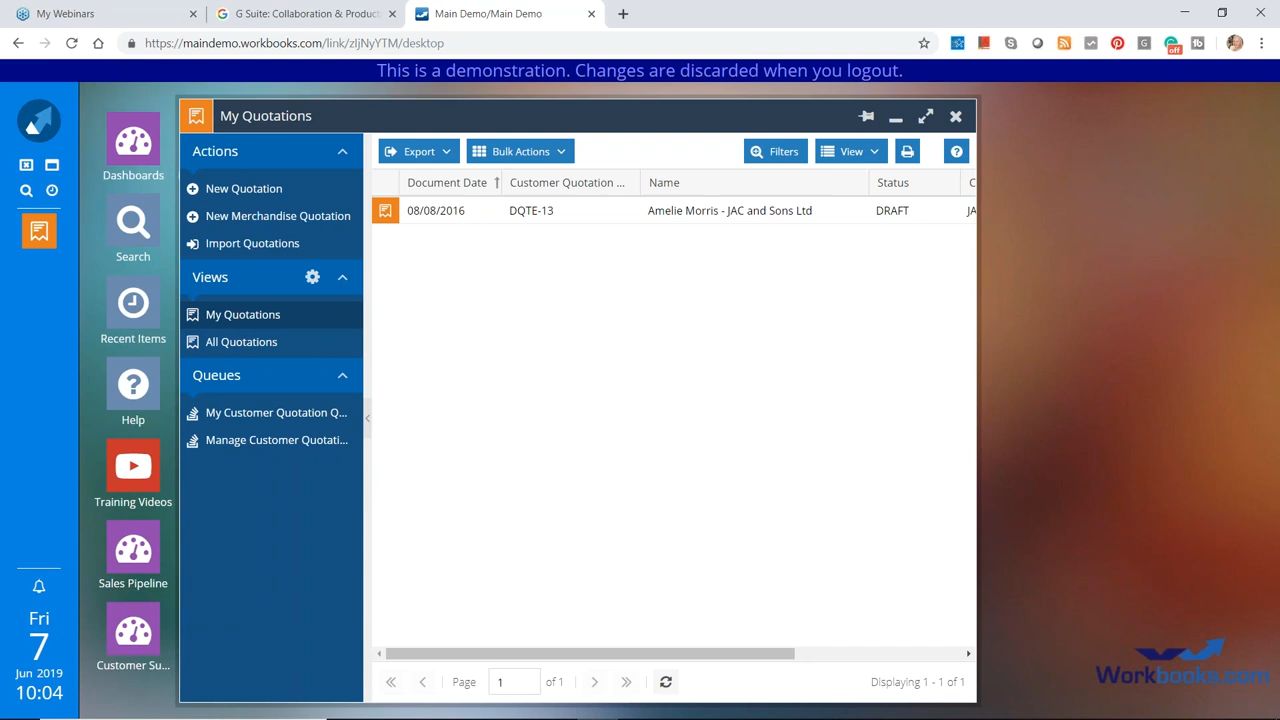 My Webinars
G Suite: Collaboration & Product
Main Demo/Main Demo
https://maindemo.workbooks.com/link/zljNyYTM/desktop
off
This is a demonstration. Changes are discarded when you logout.
Dashboards
Search
Recent Items
Help
Training Videos
Sales Pipeline
Customer Su...
Fri
7
Jun 2019
10:04
My Quotations
Actions
New Quotation
New Merchandise Quotation
Import Quotations
Views
My Quotations
All Quotations
Queues
My Customer Quotation Q...
Manage Customer Quotati...
Export
Bulk Actions
Filters
View
Document Date
Customer Quotation ...
Name
Status
C
08/08/2016
DQTE-13
Amelie Morris - JAC and Sons Ltd
DRAFT
JA
Page
1
of 1
Displaying 1 - 1 of 1
Workbooks.com